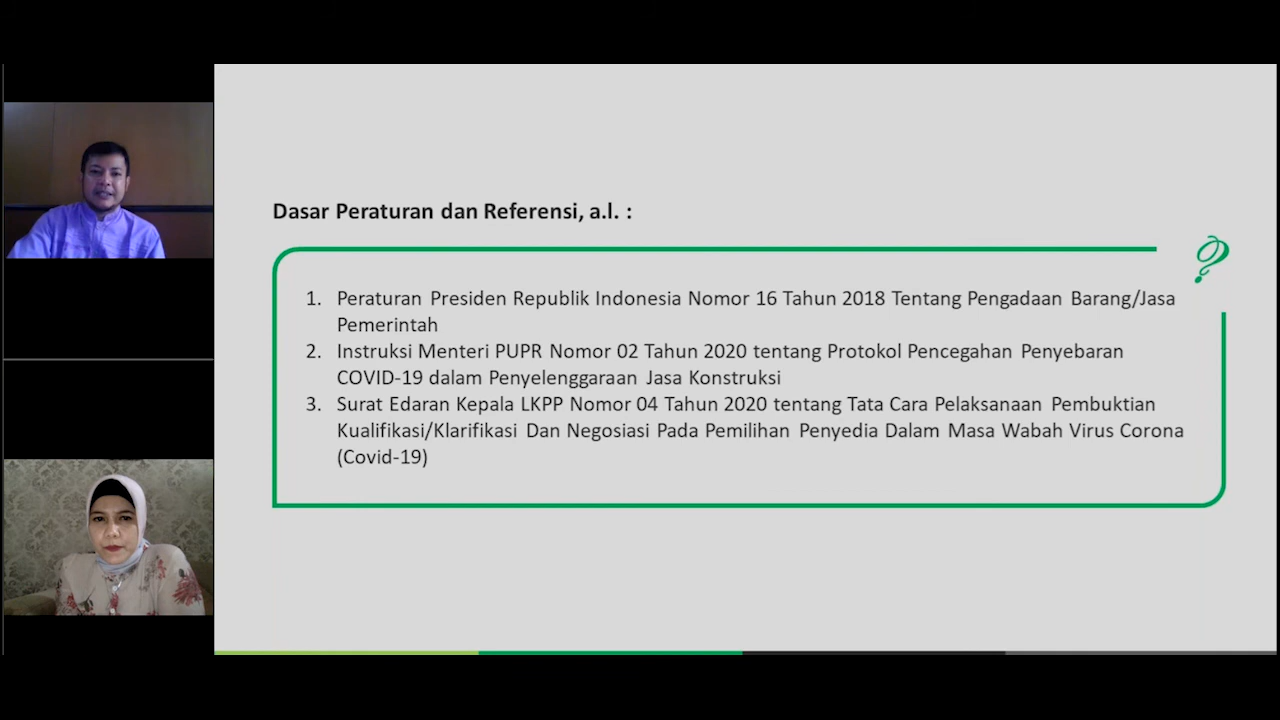 Dasar Peraturan dan Referensi, a.l. :
1. Peraturan Presiden Republik Indonesia Nomor 16 Tahun 2018 Tentang Pengadaan Barang/Jasa
Pemerintah
2. Instruksi Menteri PUPR Nomor 02 Tahun 2020 tentang Protokol Pencegahan Penyebaran
COVID-19 dalam Penyelenggaraan Jasa Konstruksi
3. Surat Edaran Kepala LKPP Nomor 04 Tahun 2020 tentang Tata Cara Pelaksanaan Pembuktian
Kualifikasi/Klarifikasi Dan Negosiasi Pada Pemilihan Penyedia Dalam Masa Wabah Virus Corona
(Covid-19)
?